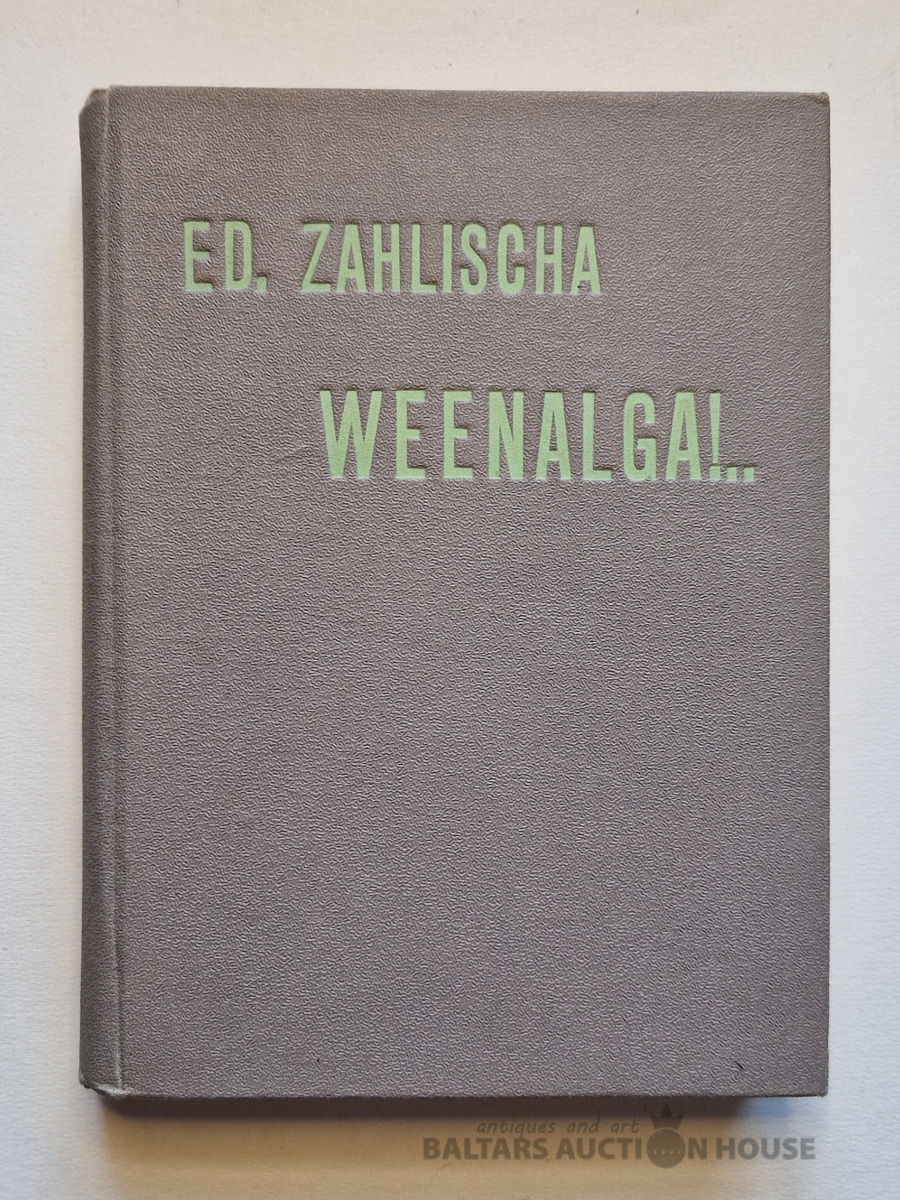 ED. ZAHLISCHA
WEENALGA!..
antiques and art
BALTARS AUCTION HOUSE